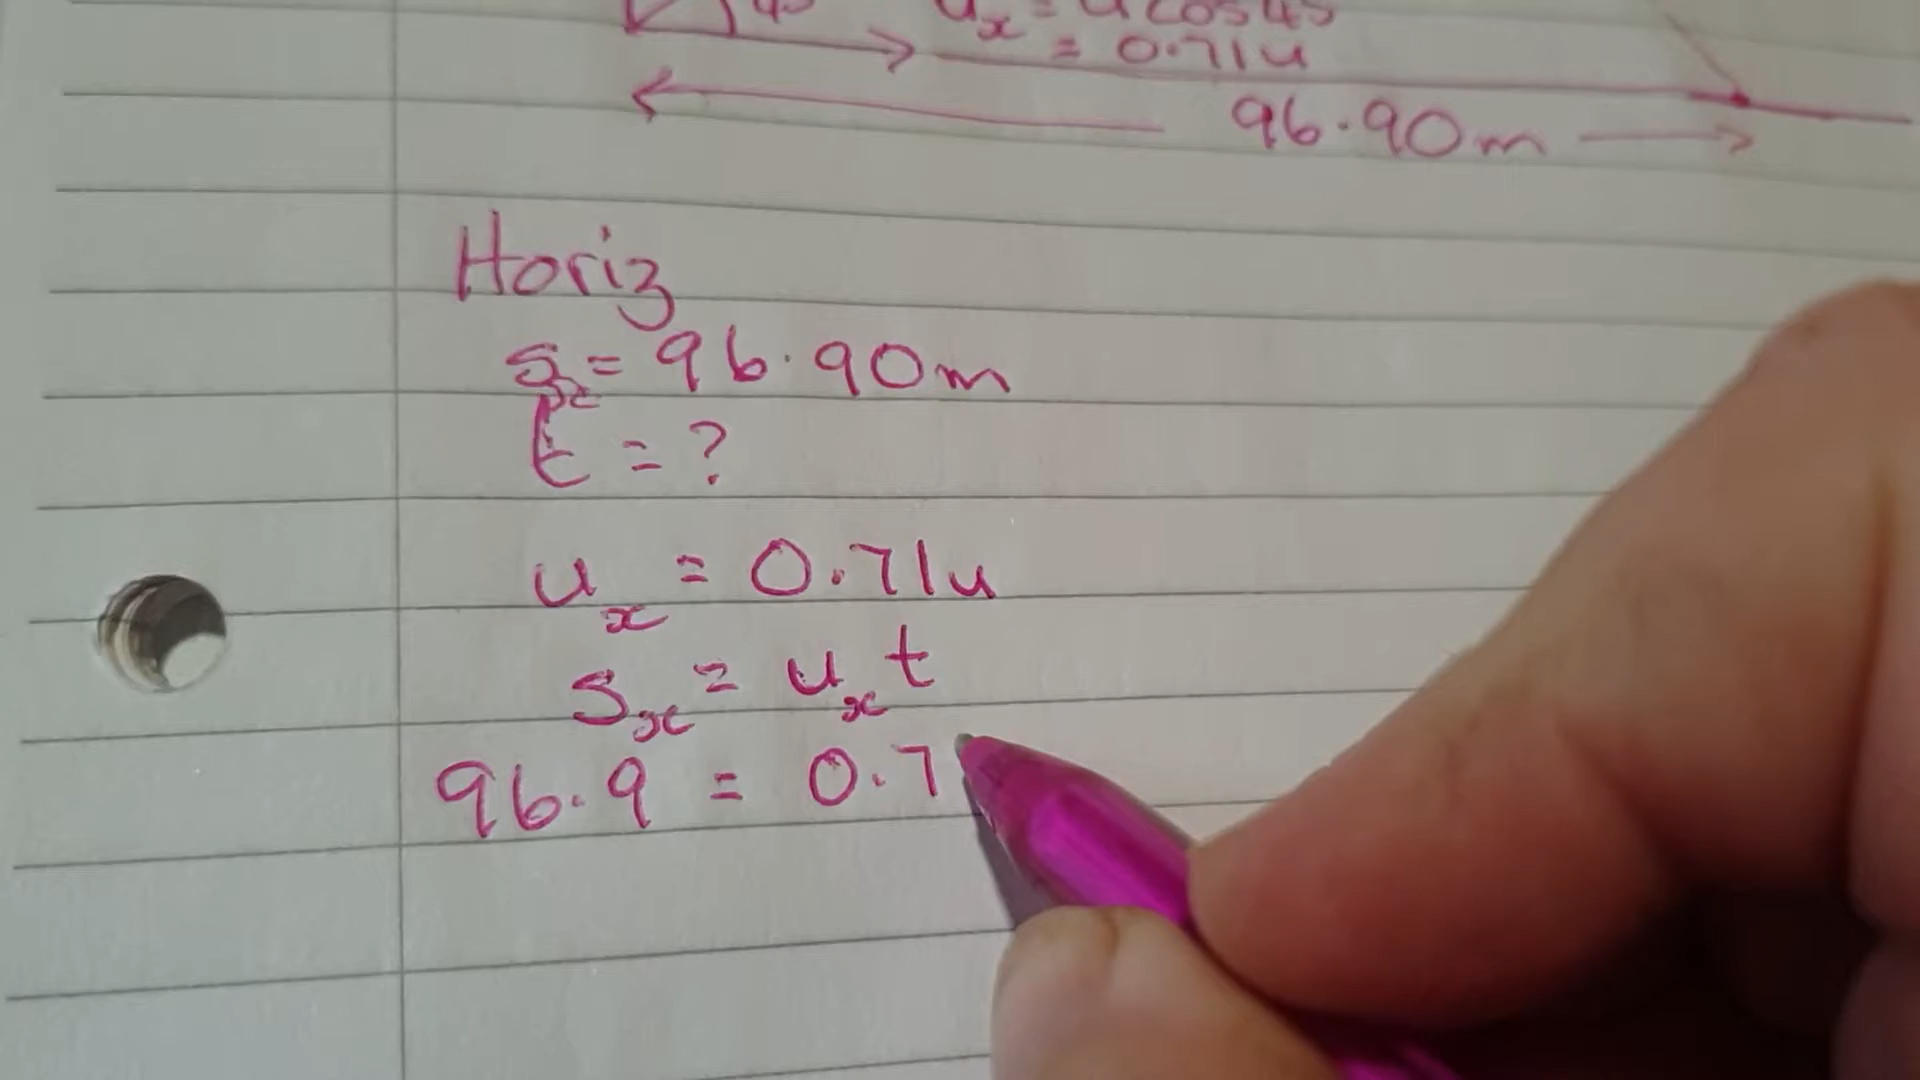 45
uₓ = u cos45
= 0.71u
96.90m
Horiz
sₓ = 96.90m
t = ?
uₓ = 0.71u
sₓ = uₓt
96.9 = 0.7